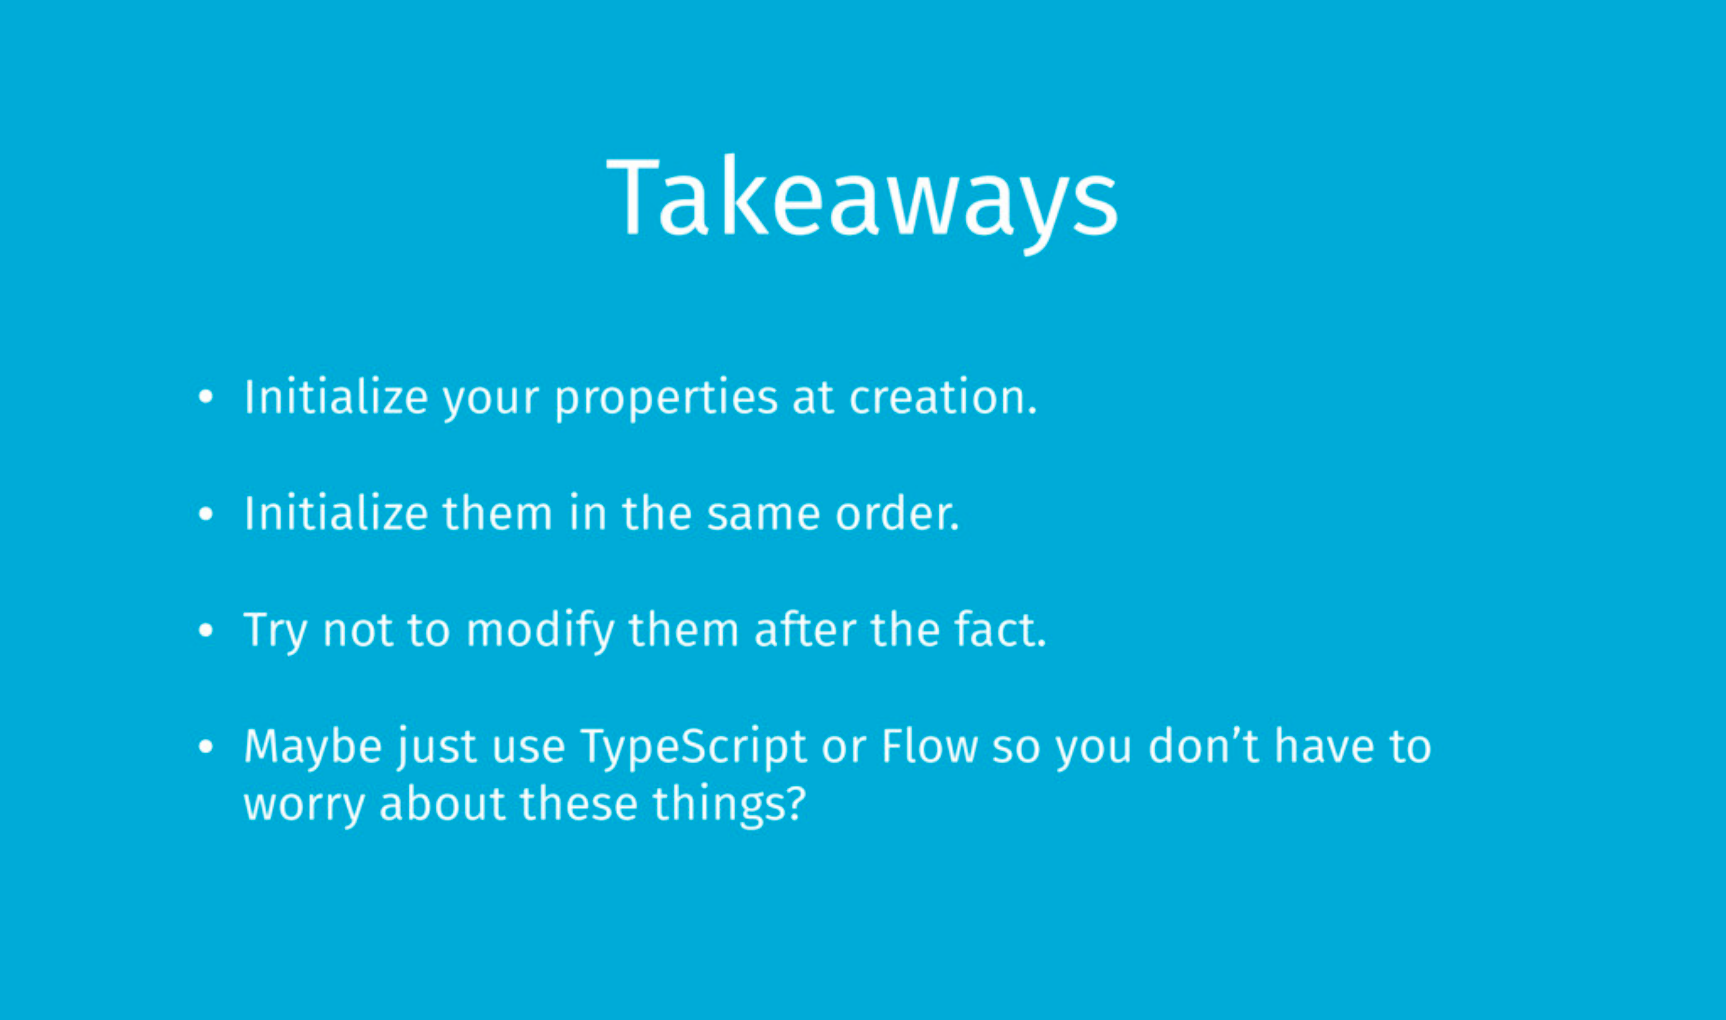 Takeaways
• Initialize your properties at creation.
• Initialize them in the same order.
• Try not to modify them after the fact.
• Maybe just use TypeScript or Flow so you don’t have to
worry about these things?